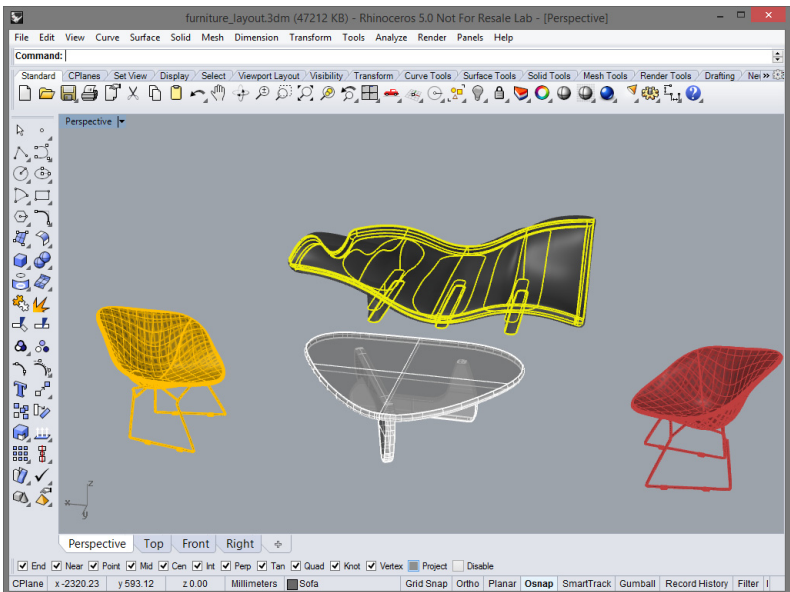 furniture_layout.3dm (47212 KB) - Rhinoceros 5.0 Not For Resale Lab - [Perspective]
File Edit View Curve Surface Solid Mesh Dimension Transform Tools Analyze Render Panels Help
Command:
Standard CPlanes Set View Display Select Viewport Layout Visibility Transform Curve Tools Surface Tools Solid Tools Mesh Tools Render Tools Drafting Ne »
Perspective
z
x
y
Perspective Top Front Right
End Near Point Mid Cen Int Perp Tan Quad Knot Vertex Project Disable
CPlane x -2320.23 y 593.12 z 0.00 Millimeters Sofa Grid Snap Ortho Planar Osnap SmartTrack Gumball Record History Filter